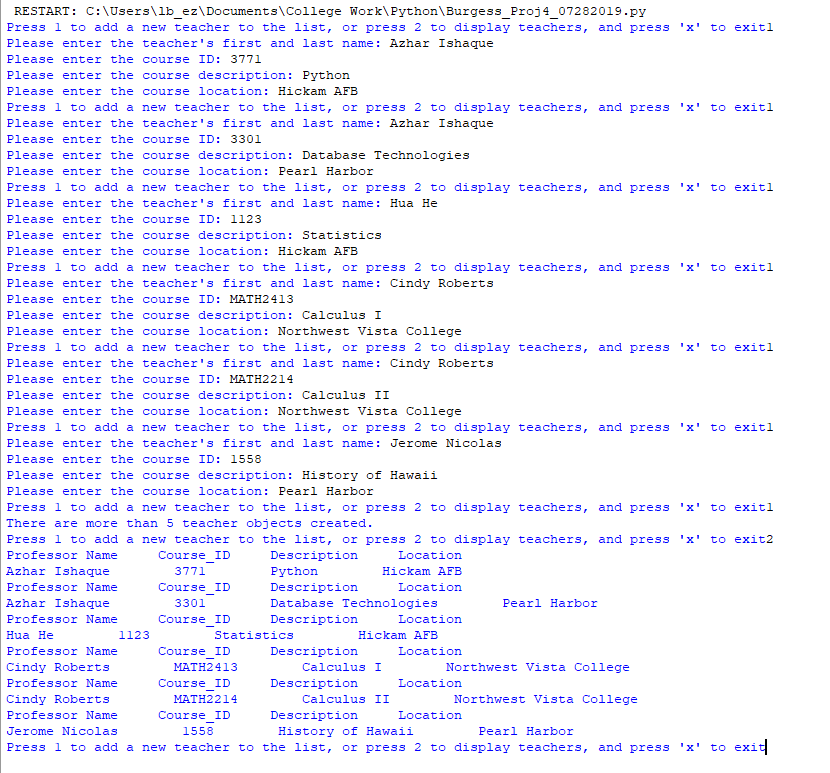 RESTART: C:\Users\lb_ez\Documents\College Work\Python\Burgess_Proj4_07282019.py
Press 1 to add a new teacher to the list, or press 2 to display teachers, and press 'x' to exit1
Please enter the teacher's first and last name: Azhar Ishaque
Please enter the course ID: 3771
Please enter the course description: Python
Please enter the course location: Hickam AFB
Press 1 to add a new teacher to the list, or press 2 to display teachers, and press 'x' to exit1
Please enter the teacher's first and last name: Azhar Ishaque
Please enter the course ID: 3301
Please enter the course description: Database Technologies
Please enter the course location: Pearl Harbor
Press 1 to add a new teacher to the list, or press 2 to display teachers, and press 'x' to exit1
Please enter the teacher's first and last name: Hua He
Please enter the course ID: 1123
Please enter the course description: Statistics
Please enter the course location: Hickam AFB
Press 1 to add a new teacher to the list, or press 2 to display teachers, and press 'x' to exit1
Please enter the teacher's first and last name: Cindy Roberts
Please enter the course ID: MATH2413
Please enter the course description: Calculus I
Please enter the course location: Northwest Vista College
Press 1 to add a new teacher to the list, or press 2 to display teachers, and press 'x' to exit1
Please enter the teacher's first and last name: Cindy Roberts
Please enter the course ID: MATH2214
Please enter the course description: Calculus II
Please enter the course location: Northwest Vista College
Press 1 to add a new teacher to the list, or press 2 to display teachers, and press 'x' to exit1
Please enter the teacher's first and last name: Jerome Nicolas
Please enter the course ID: 1558
Please enter the course description: History of Hawaii
Please enter the course location: Pearl Harbor
Press 1 to add a new teacher to the list, or press 2 to display teachers, and press 'x' to exit1
There are more than 5 teacher objects created.
Press 1 to add a new teacher to the list, or press 2 to display teachers, and press 'x' to exit2
Professor Name     Course_ID     Description     Location
Azhar Ishaque        3771        Python        Hickam AFB
Professor Name     Course_ID     Description     Location
Azhar Ishaque        3301        Database Technologies        Pearl Harbor
Professor Name     Course_ID     Description     Location
Hua He        1123        Statistics        Hickam AFB
Professor Name     Course_ID     Description     Location
Cindy Roberts        MATH2413        Calculus I        Northwest Vista College
Professor Name     Course_ID     Description     Location
Cindy Roberts        MATH2214        Calculus II        Northwest Vista College
Professor Name     Course_ID     Description     Location
Jerome Nicolas        1558        History of Hawaii        Pearl Harbor
Press 1 to add a new teacher to the list, or press 2 to display teachers, and press 'x' to exit